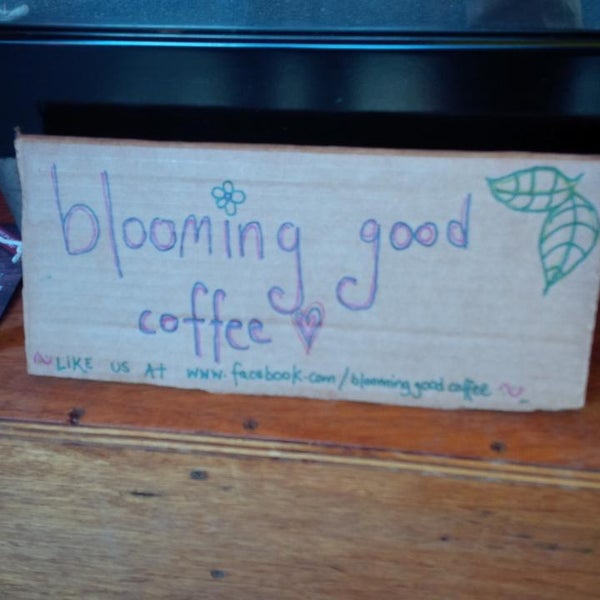 blooming good
coffee
~LIKE US At www.facebook.com/bloominggoodcoffee ~